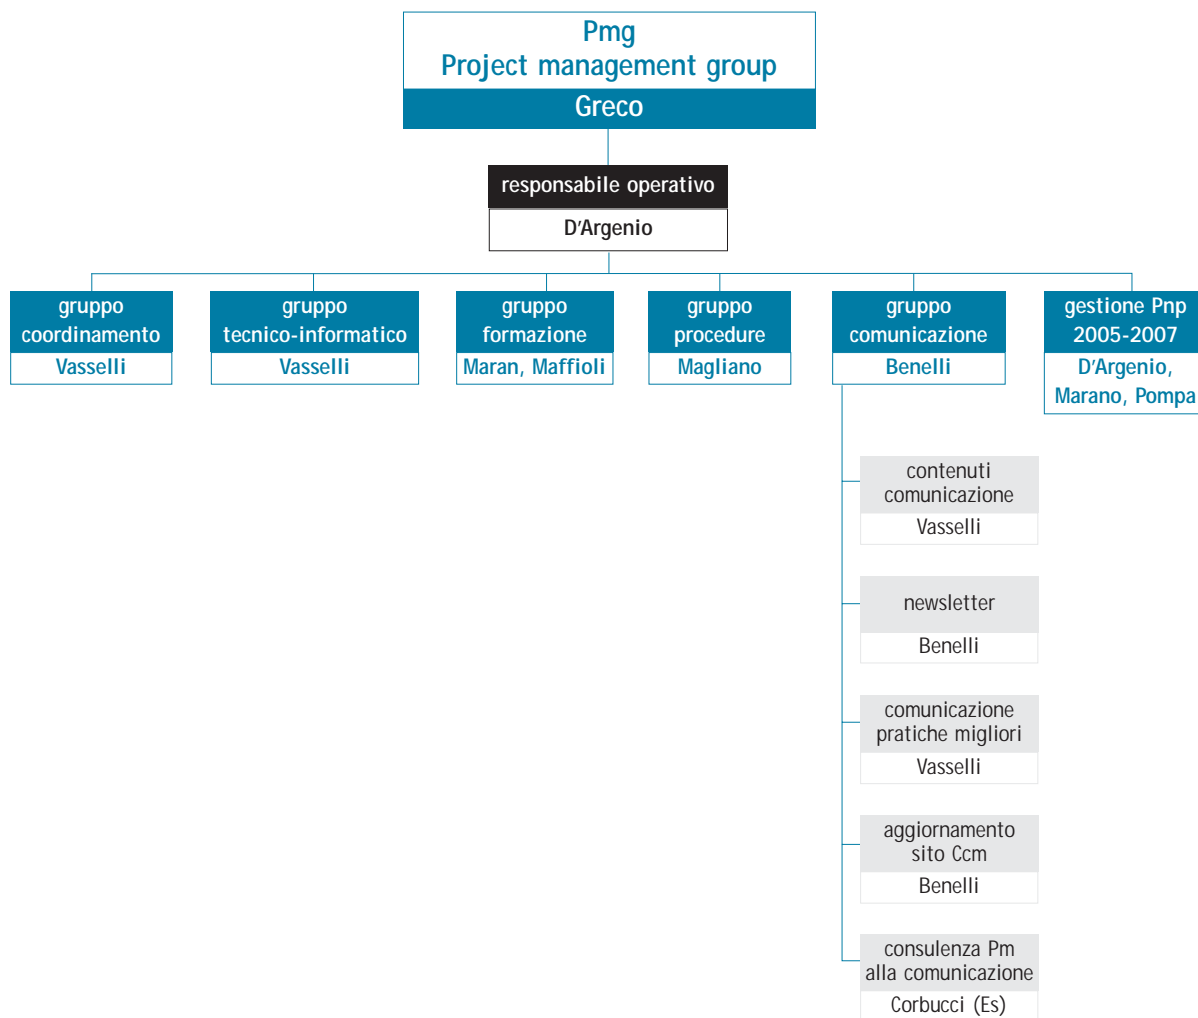 Pmg
Project management group
Greco
responsabile operativo
D'Argenio
gruppo
coordinamento
Vasselli
gruppo
tecnico-informatico
Vasselli
gruppo
formazione
Maran, Maffioli
gruppo
procedure
Magliano
gruppo
comunicazione
Benelli
gestione Pnp
2005-2007
D'Argenio,
Marano, Pompa
contenuti
comunicazione
Vasselli
newsletter
Benelli
comunicazione
pratiche migliori
Vasselli
aggiornamento
sito Ccm
Benelli
consulenza Pm
alla comunicazione
Corbucci (Es)